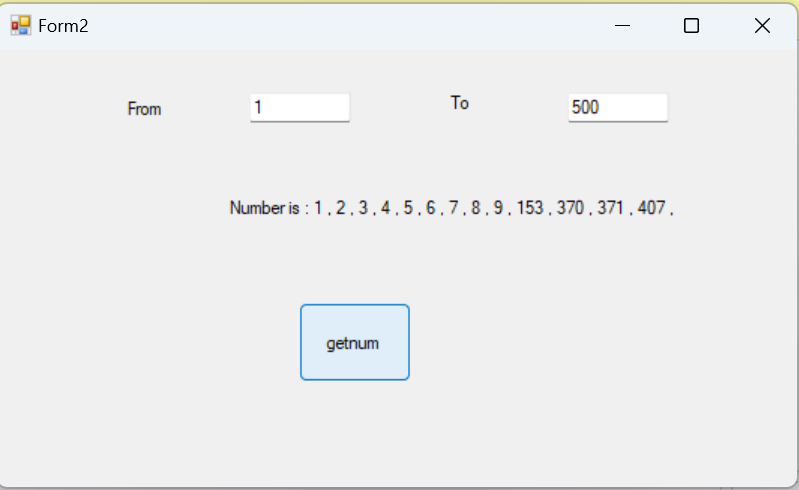 Form2
From 1 To 500
Number is : 1 , 2 , 3 , 4 , 5 , 6 , 7 , 8 , 9 , 153 , 370 , 371 , 407 ,
getnum